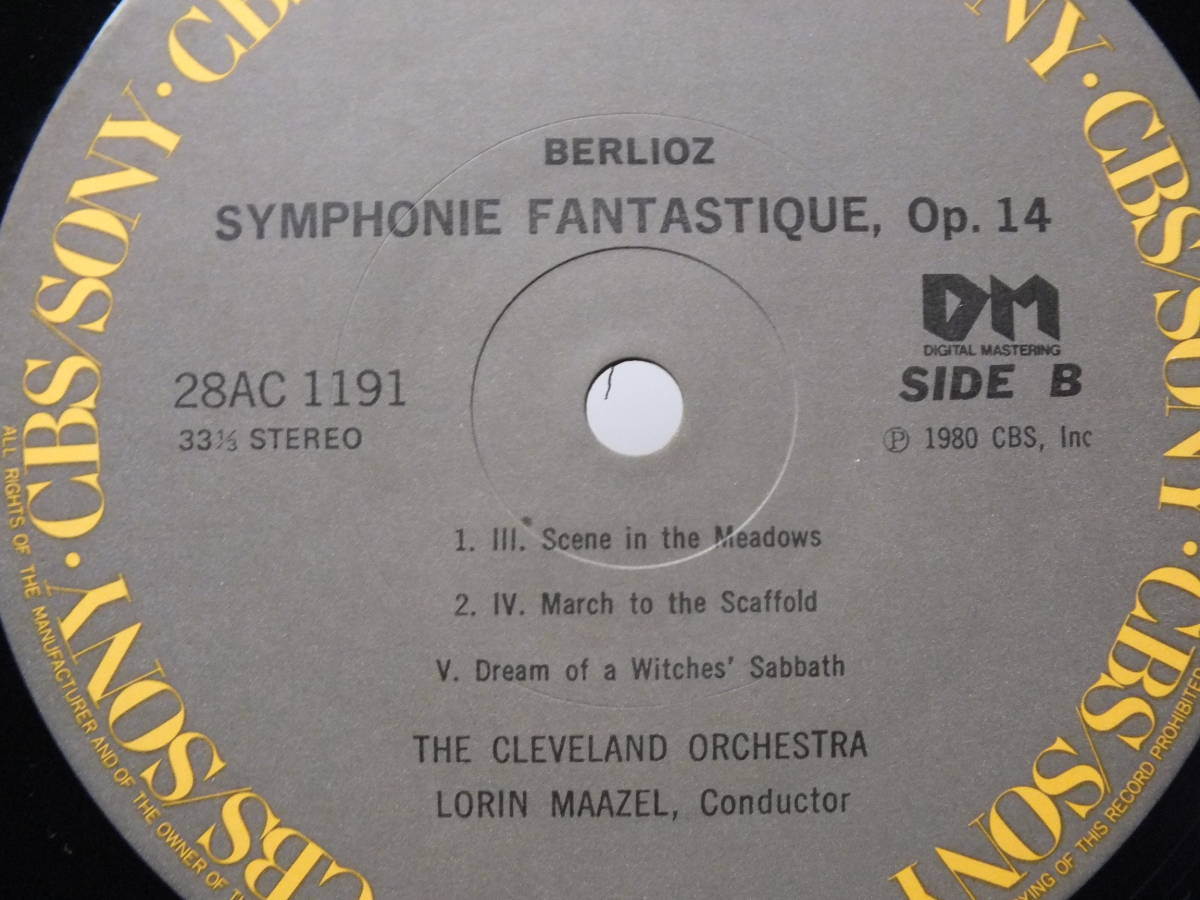 BERLIOZ
SYMPHONIE FANTASTIQUE, Op. 14
DM
DIGITAL MASTERING
28AC 1191
SIDE B
33⅓ STEREO
Ⓟ 1980 CBS, Inc
1. III. Scene in the Meadows
2. IV. March to the Scaffold
V. Dream of a Witches' Sabbath
THE CLEVELAND ORCHESTRA
LORIN MAAZEL, Conductor
CBS/SONY · CBS/SONY · CBS/SONY · CBS/SONY
ALL RIGHTS OF THE MANUFACTURER AND OF THE OWNER OF
OF THIS RECORD PROHIBITED